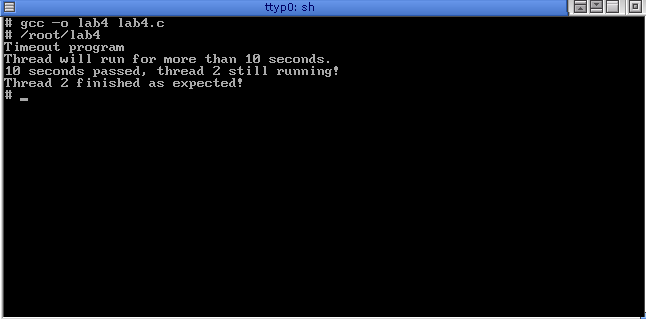 ttyp0: sh
# gcc -o lab4 lab4.c
# /root/lab4
Timeout program
Thread will run for more than 10 seconds.
10 seconds passed, thread 2 still running!
Thread 2 finished as expected!
# _